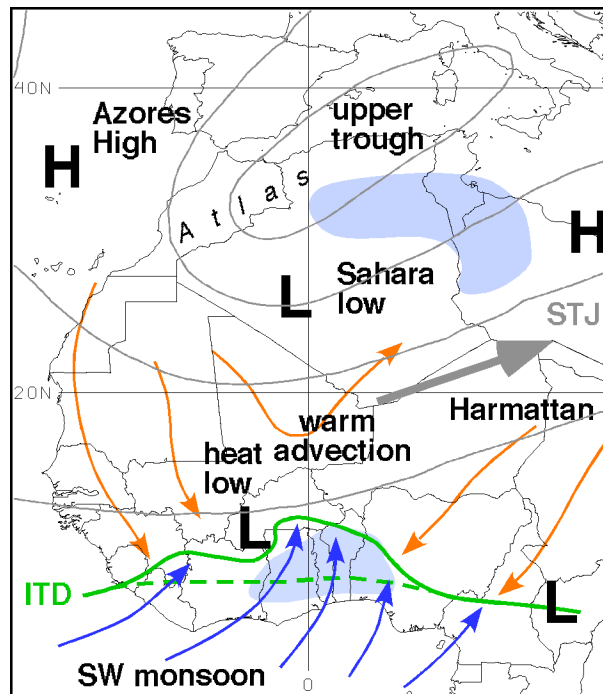 40N
Azores
High
H
upper
trough
Atlas
H
L
Sahara
low
STJ
20N
Harmattan
warm
advection
heat
low
L
ITD
L
SW monsoon
0